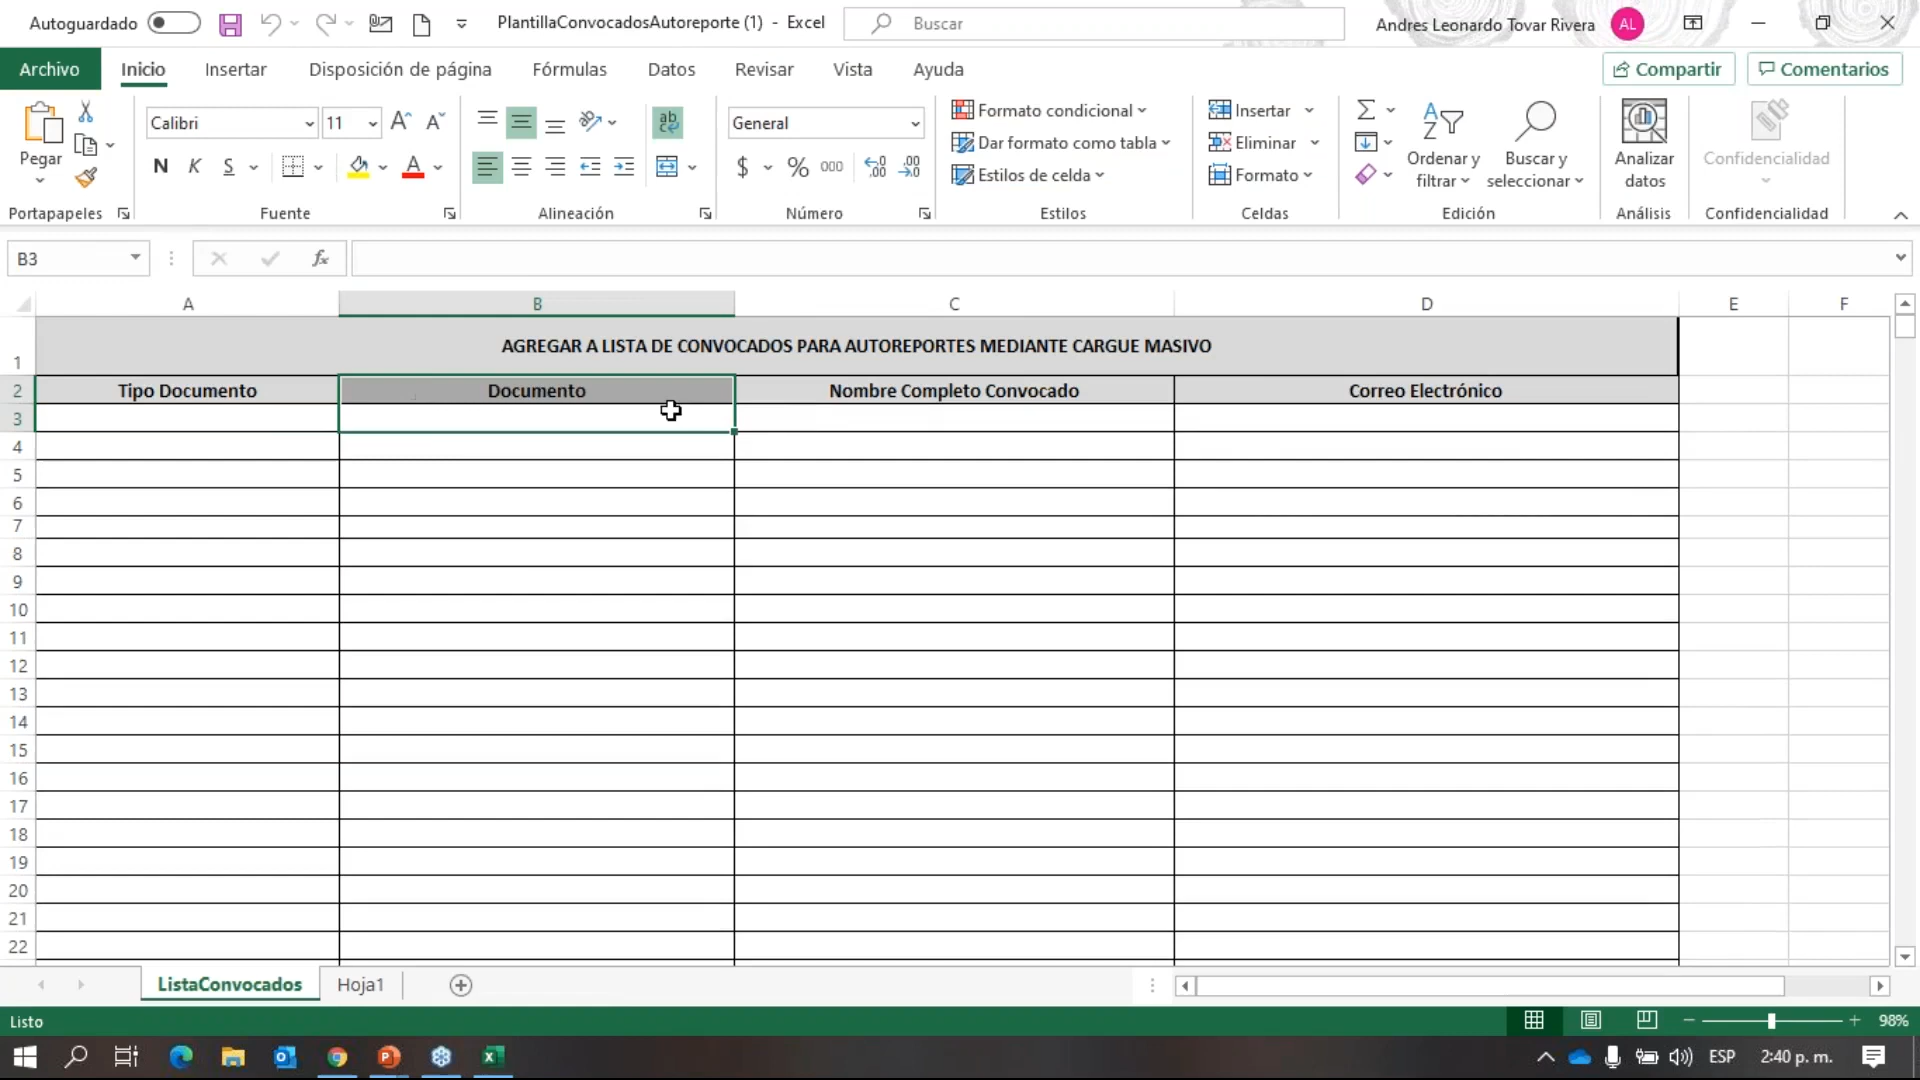 Autoguardado
PlantillaConvocadosAutoreporte (1) - Excel
Buscar
Andres Leonardo Tovar Rivera
AL
Archivo
Inicio
Insertar
Disposición de página
Fórmulas
Datos
Revisar
Vista
Ayuda
Compartir
Comentarios
Pegar
Portapapeles
Calibri
11
N K S
Fuente
ab
Alineación
General
$ % 000
Número
Formato condicional
Dar formato como tabla
Estilos de celda
Estilos
Insertar
Eliminar
Formato
Celdas
Ordenar y filtrar
Buscar y seleccionar
Edición
Analizar datos
Análisis
Confidencialidad
Confidencialidad
B3
fx
A B C D E F
1 AGREGAR A LISTA DE CONVOCADOS PARA AUTOREPORTES MEDIANTE CARGUE MASIVO
2 Tipo Documento Documento Nombre Completo Convocado Correo Electrónico
3
4
5
6
7
8
9
10
11
12
13
14
15
16
17
18
19
20
21
22
ListaConvocados
Hoja1
Listo
98%
ESP
2:40 p. m.